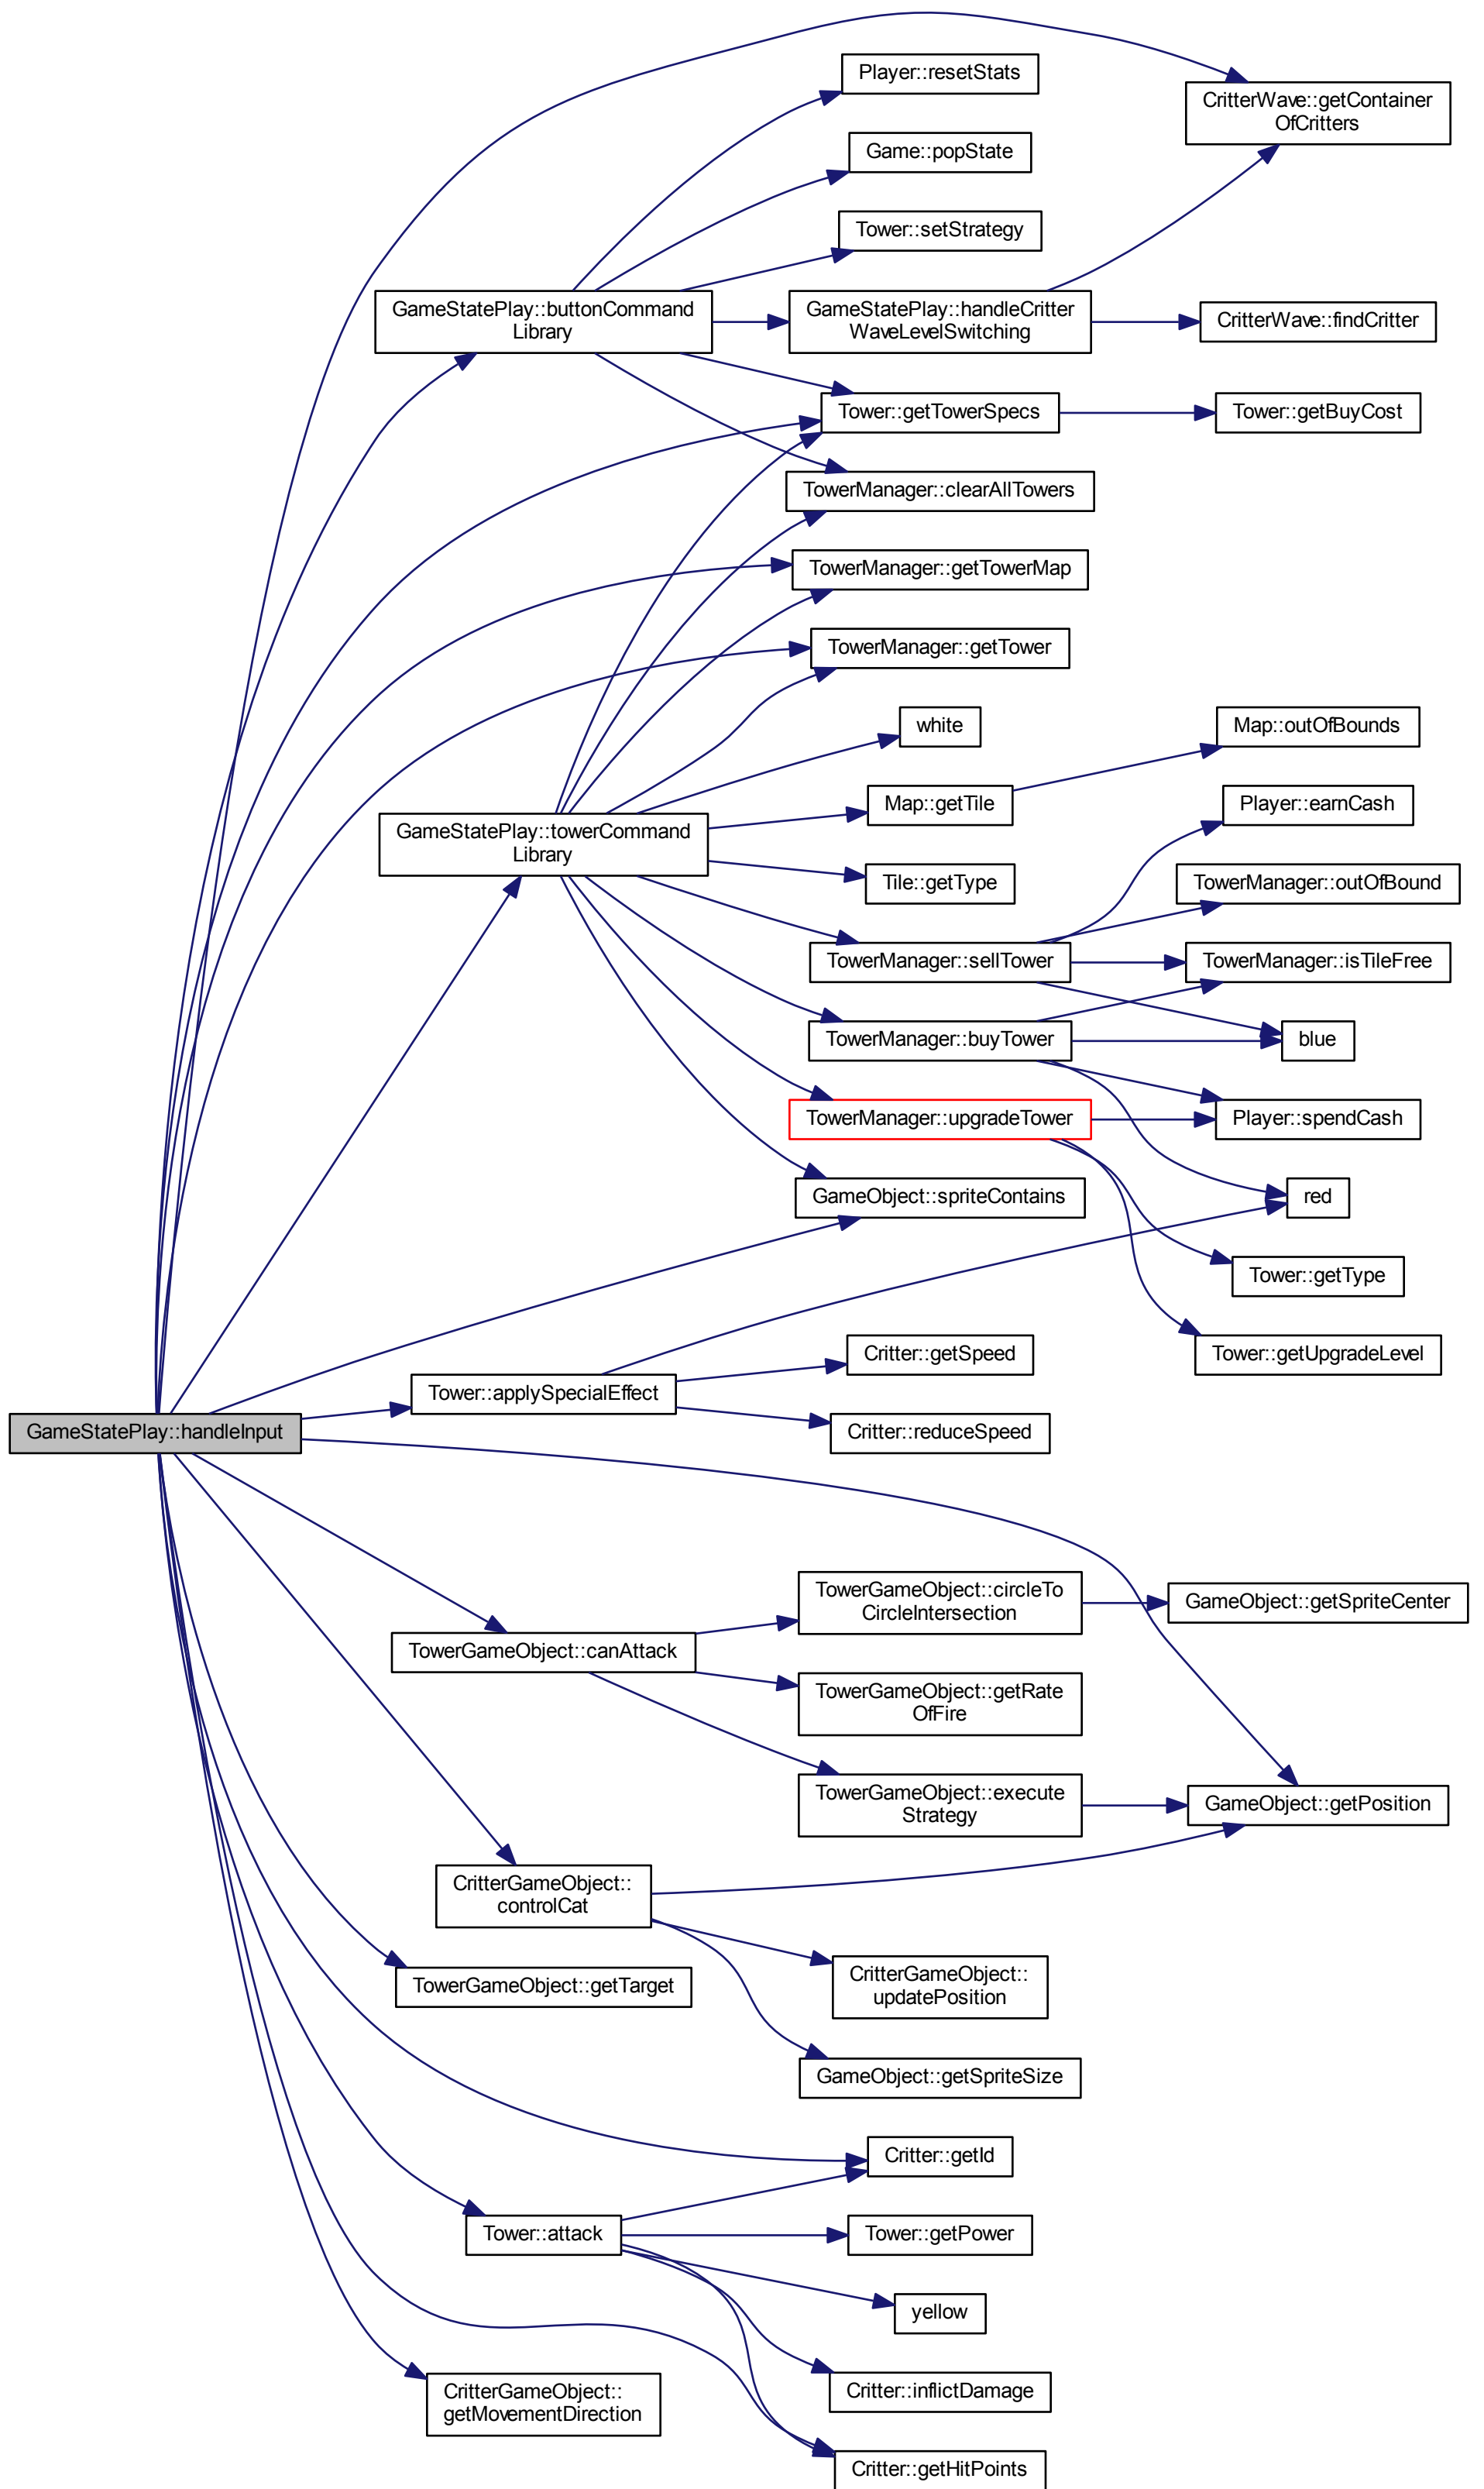 Player::resetStats
CritterWave::getContainer
OfCritters
Game::popState
Tower::setStrategy
GameStatePlay::buttonCommand
Library
GameStatePlay::handleCritter
WaveLevelSwitching
CritterWave::findCritter
Tower::getTowerSpecs
Tower::getBuyCost
TowerManager::clearAllTowers
TowerManager::getTowerMap
TowerManager::getTower
white
Map::outOfBounds
Map::getTile
Player::earnCash
GameStatePlay::towerCommand
Library
Tile::getType
TowerManager::outOfBound
TowerManager::sellTower
TowerManager::isTileFree
TowerManager::buyTower
blue
TowerManager::upgradeTower
Player::spendCash
GameObject::spriteContains
red
Tower::getType
Critter::getSpeed
Tower::getUpgradeLevel
Tower::applySpecialEffect
GameStatePlay::handleInput
Critter::reduceSpeed
TowerGameObject::circleTo
CircleIntersection
GameObject::getSpriteCenter
TowerGameObject::canAttack
TowerGameObject::getRate
OfFire
TowerGameObject::execute
Strategy
GameObject::getPosition
CritterGameObject::
controlCat
TowerGameObject::getTarget
CritterGameObject::
updatePosition
GameObject::getSpriteSize
Critter::getId
Tower::attack
Tower::getPower
yellow
CritterGameObject::
getMovementDirection
Critter::inflictDamage
Critter::getHitPoints